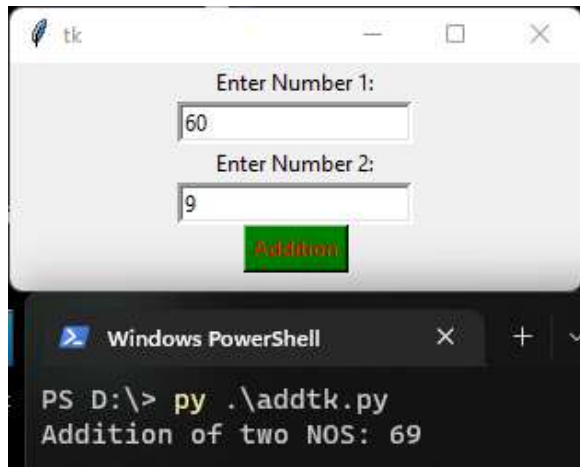 tk
Enter Number 1:
60
Enter Number 2:
9
Addition
Windows PowerShell
PS D:\> py .\addtk.py
Addition of two NOS: 69